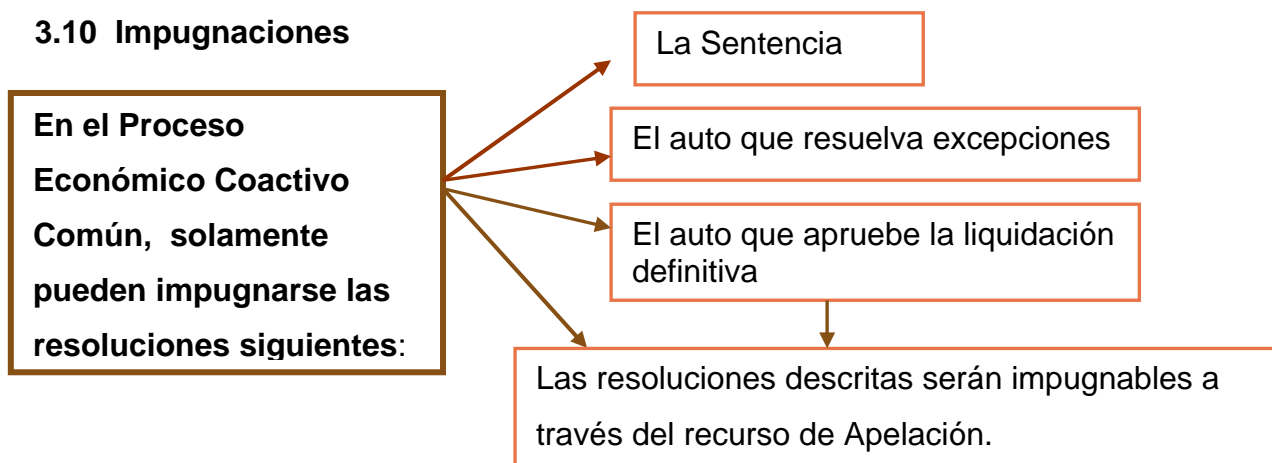 3.10 Impugnaciones
En el Proceso
Económico Coactivo
Común, solamente
pueden impugnarse las
resoluciones siguientes:
La Sentencia
El auto que resuelva excepciones
El auto que apruebe la liquidación
definitiva
Las resoluciones descritas serán impugnables a
través del recurso de Apelación.